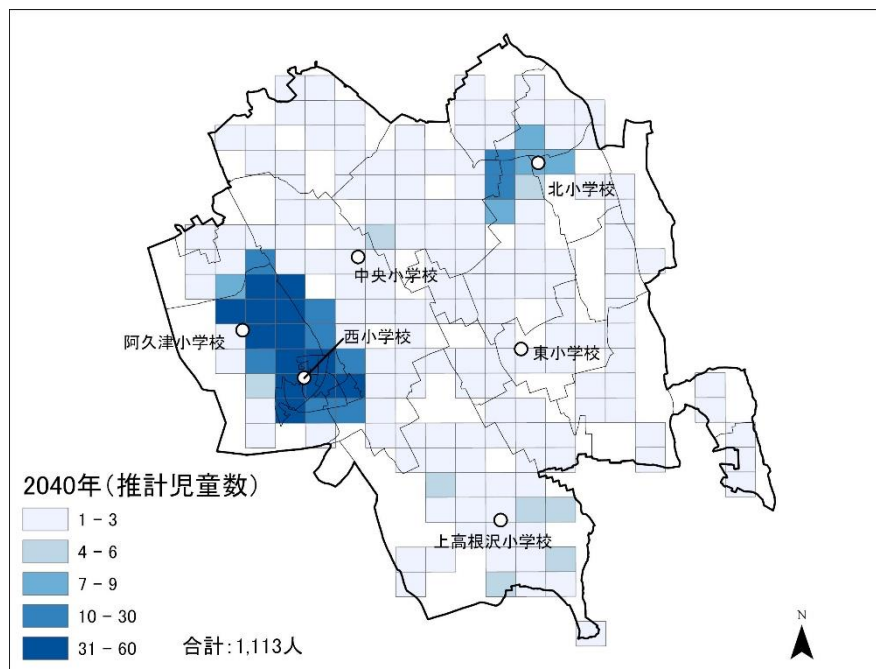 北小学校
中央小学校
阿久津小学校
西小学校
東小学校
上高根沢小学校
2040年(推計児童数)
1 - 3
4 - 6
7 - 9
10 - 30
31 - 60
合計:1,113人
N